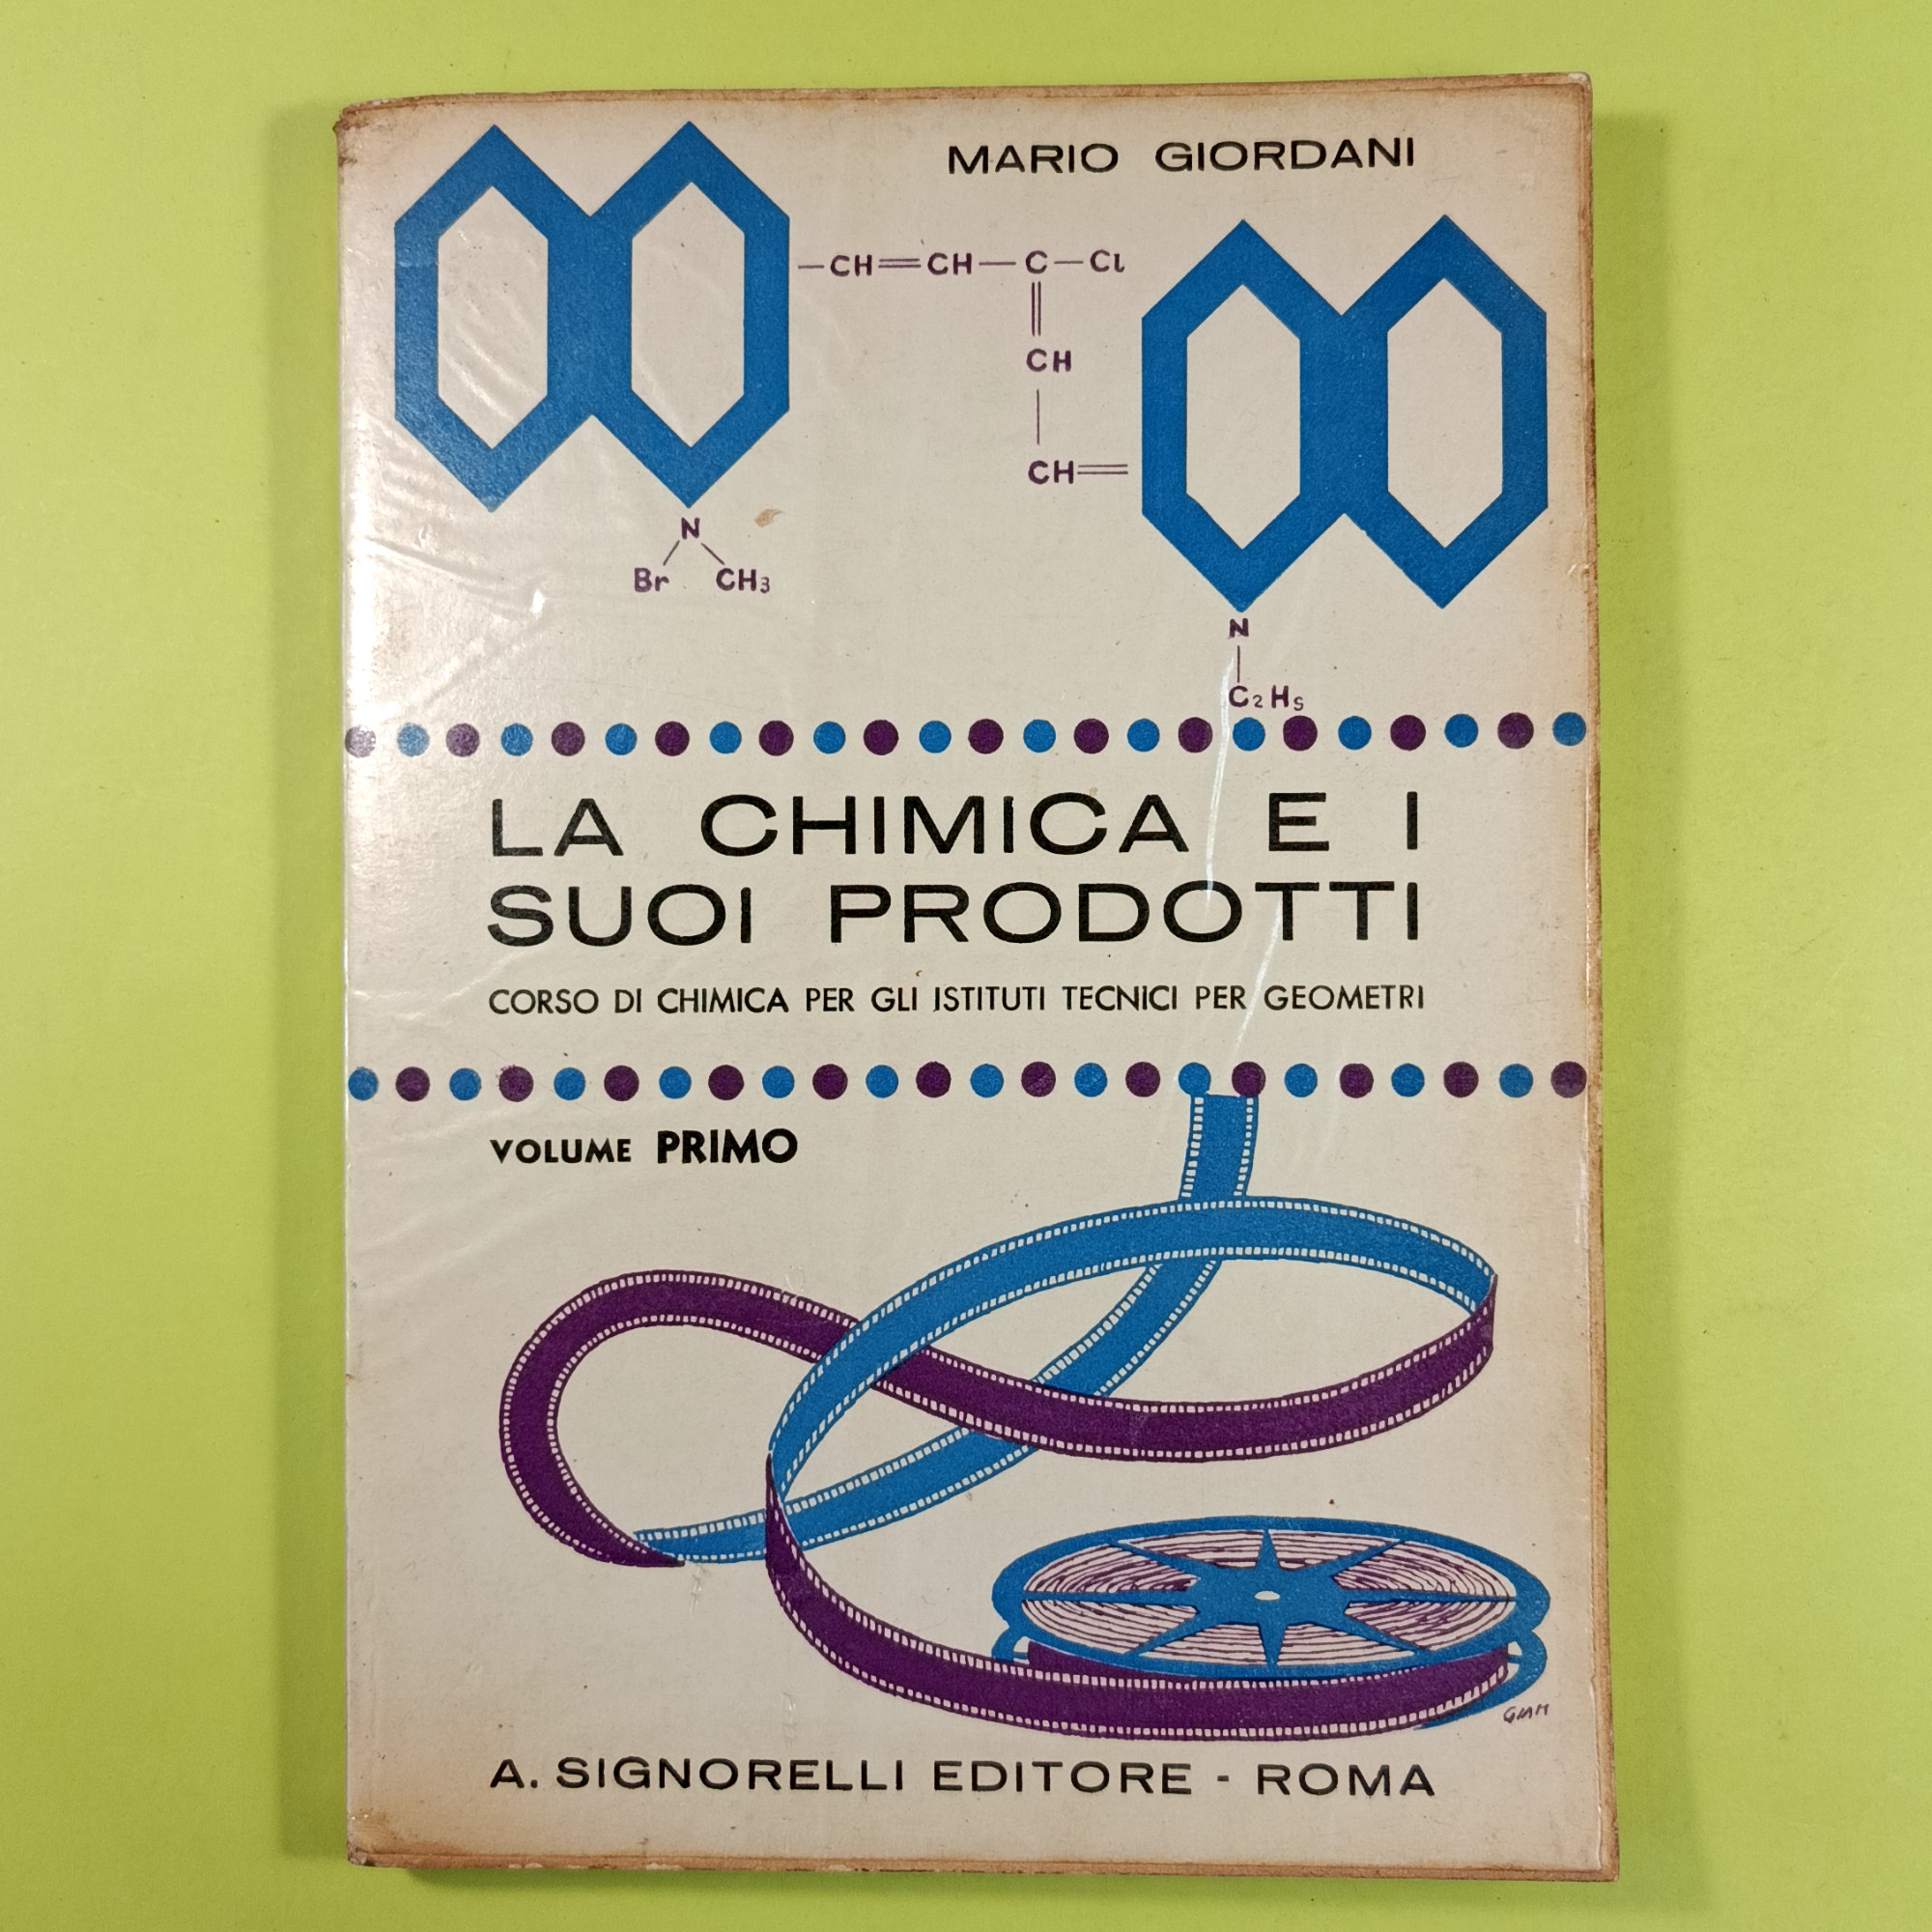 MARIO GIORDANI
—CH═CH—C—Cl
CH
CH═
N
Br CH3
N
C2H5
LA CHIMICA E I
SUOI PRODOTTI
CORSO DI CHIMICA PER GLI ISTITUTI TECNICI PER GEOMETRI
VOLUME PRIMO
A. SIGNORELLI EDITORE - ROMA